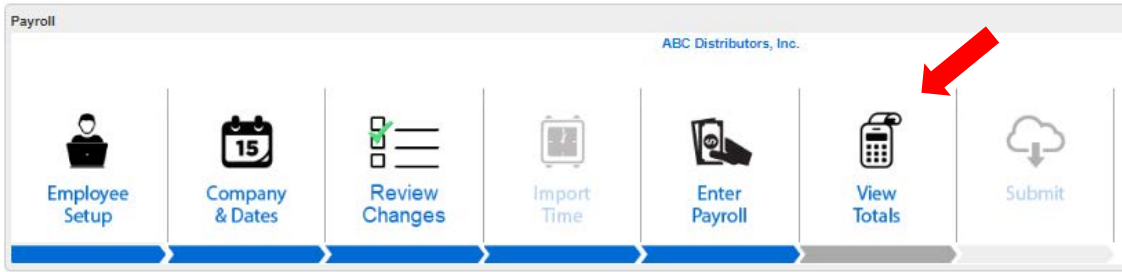 Payroll
ABC Distributors, Inc.
15
Employee
Setup
Company
& Dates
Review
Changes
Import
Time
Enter
Payroll
View
Totals
Submit